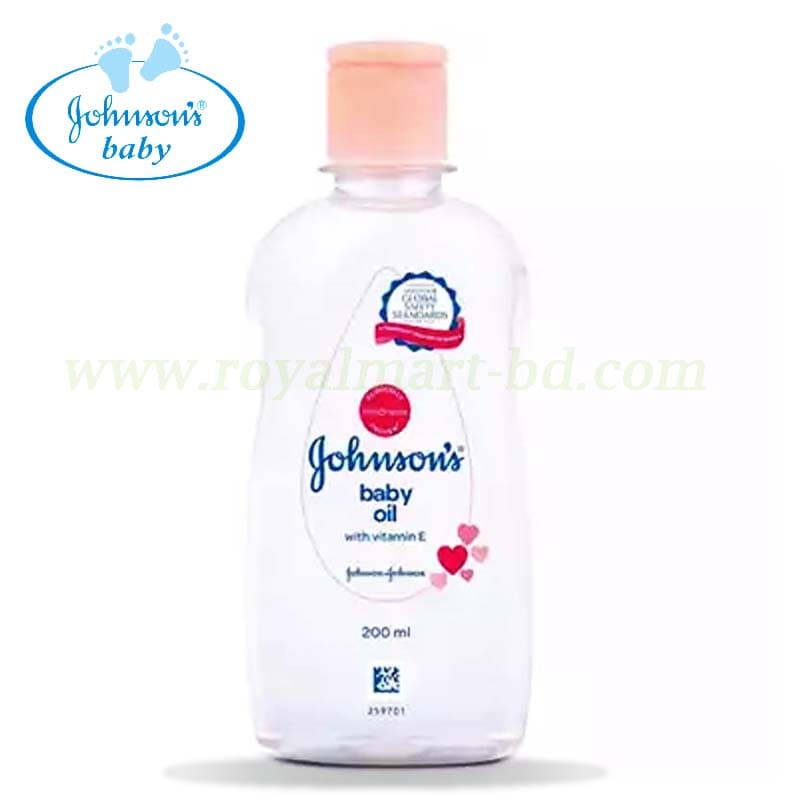 Johnson's®
baby
GLOBAL
SAFETY
STANDARDS
www.royalmart-bd.com
Johnson's®
baby
oil
with vitamin E
Johnson & Johnson
200 ml
259701